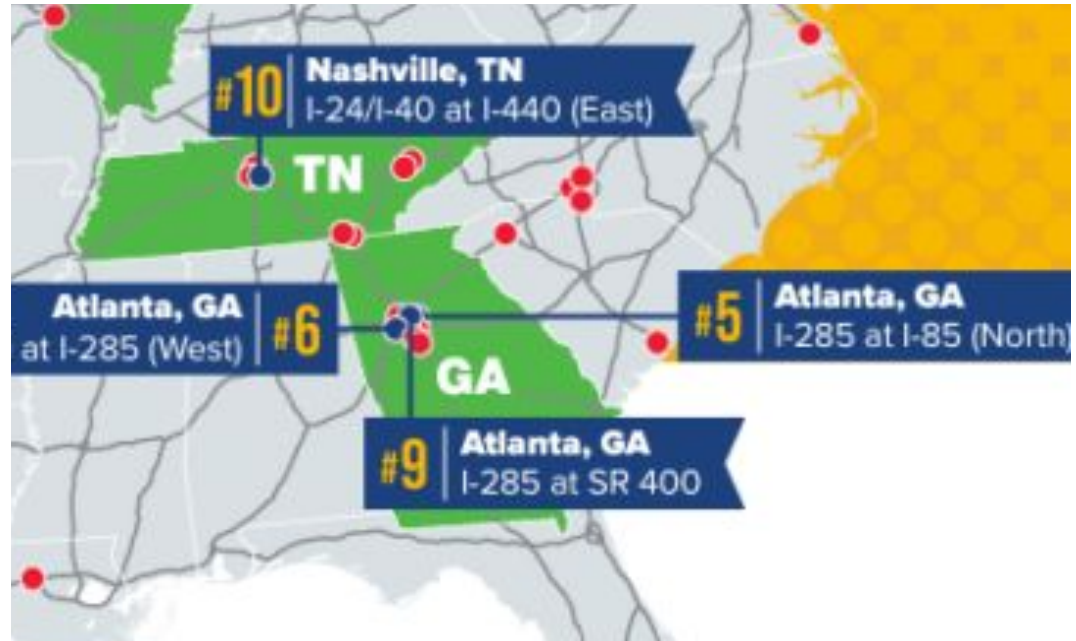 #10
Nashville, TN
I-24/I-40 at I-440 (East)
TN
Atlanta, GA
at I-285 (West)
#6
#5
Atlanta, GA
I-285 at I-85 (North)
GA
#9
Atlanta, GA
I-285 at SR 400